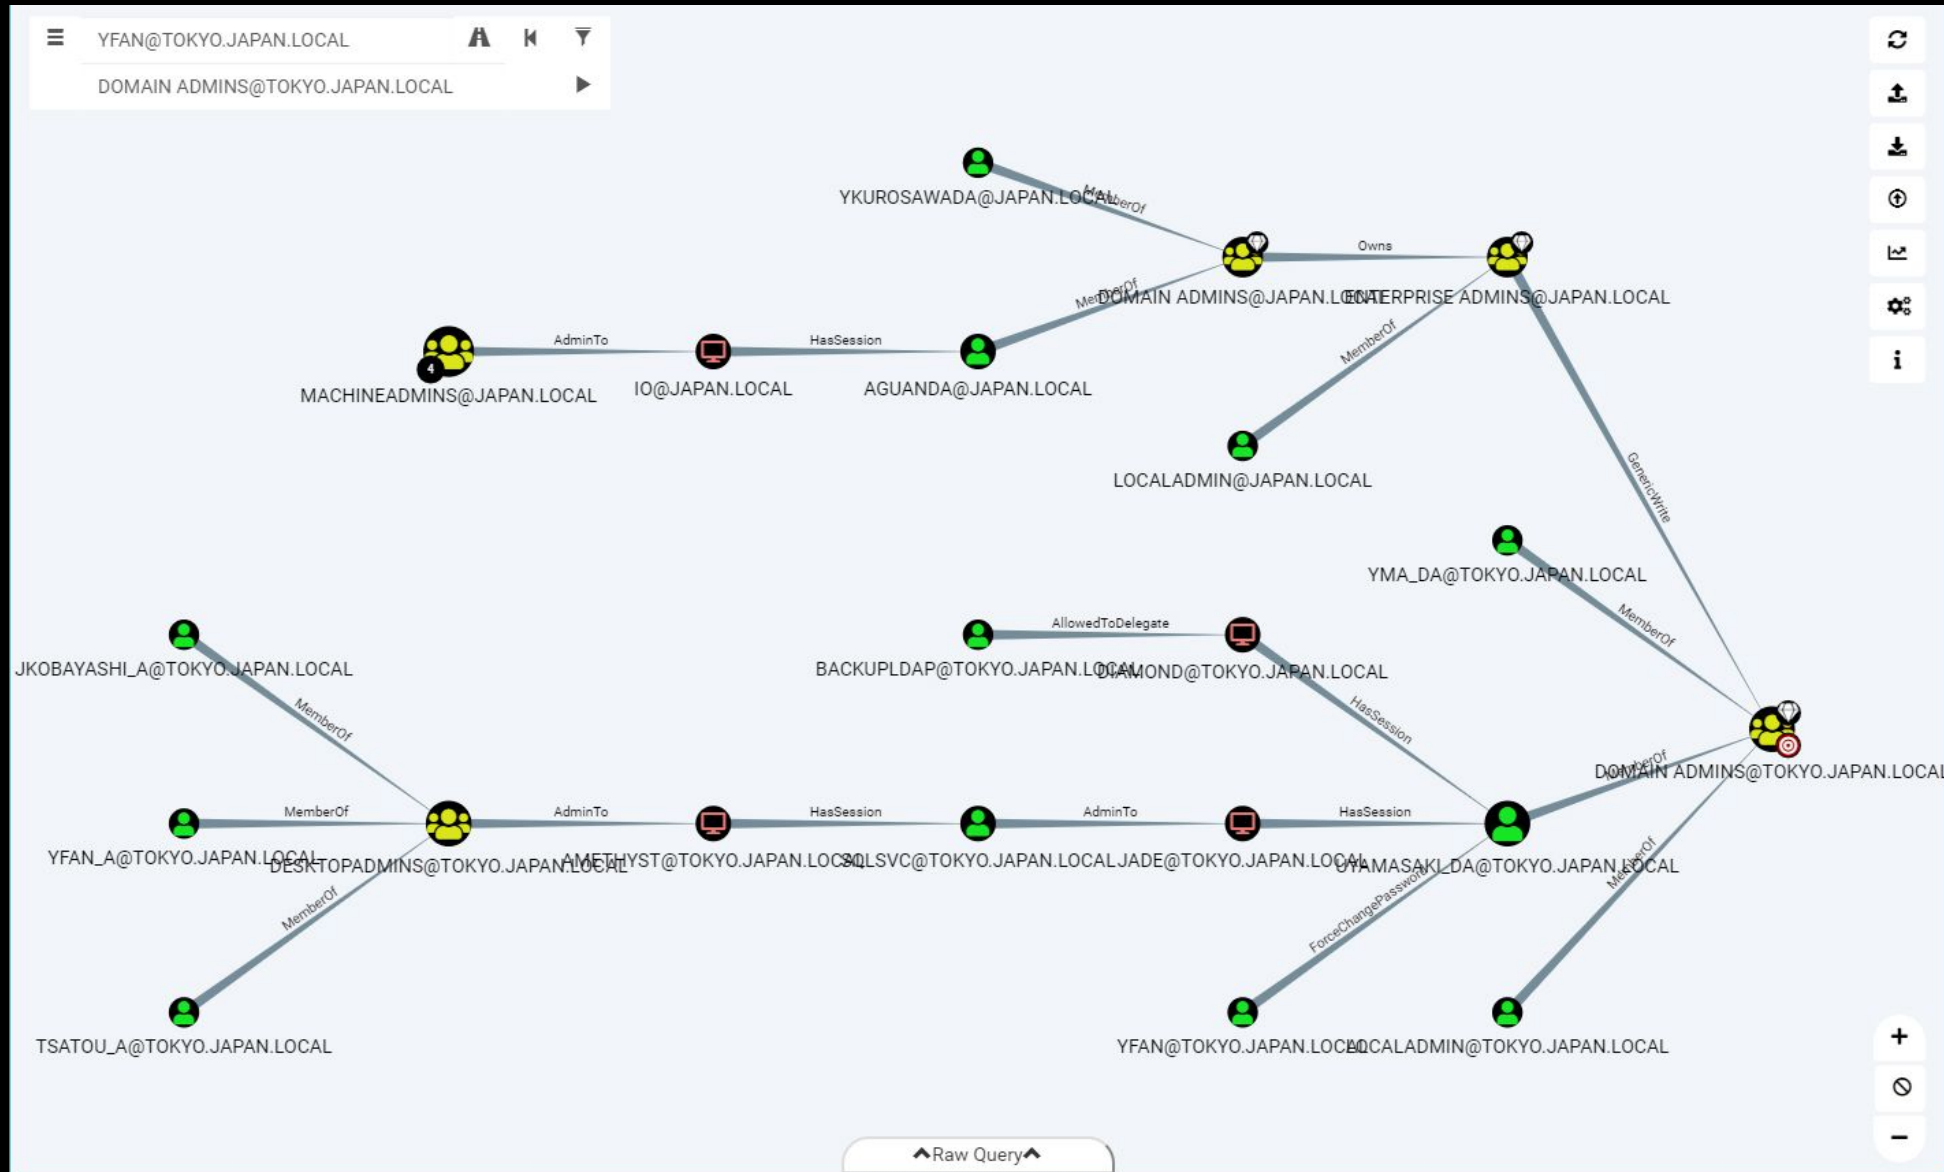 YFAN@TOKYO.JAPAN.LOCAL
DOMAIN ADMINS@TOKYO.JAPAN.LOCAL
YKUROSAWADA@JAPAN.LOCAL
MemberOf
Owns
MemberOf
DOMAIN ADMINS@JAPAN.LOCAL
ENTERPRISE ADMINS@JAPAN.LOCAL
AdminTo
HasSession
MemberOf
4
MACHINEADMINS@JAPAN.LOCAL
IO@JAPAN.LOCAL
AGUANDA@JAPAN.LOCAL
LOCALADMIN@JAPAN.LOCAL
GenericWrite
YMA_DA@TOKYO.JAPAN.LOCAL
MemberOf
AllowedToDelegate
JKOBAYASHI_A@TOKYO.JAPAN.LOCAL
BACKUPLDAP@TOKYO.JAPAN.LOCAL
DIAMOND@TOKYO.JAPAN.LOCAL
MemberOf
HasSession
MemberOf
DOMAIN ADMINS@TOKYO.JAPAN.LOCAL
MemberOf
AdminTo
HasSession
AdminTo
HasSession
YFAN_A@TOKYO.JAPAN.LOCAL
DESKTOPADMINS@TOKYO.JAPAN.LOCAL
AMETHYST@TOKYO.JAPAN.LOCAL
SQLSVC@TOKYO.JAPAN.LOCAL
JADE@TOKYO.JAPAN.LOCAL
UYAMASAKI_DA@TOKYO.JAPAN.LOCAL
MemberOf
MemberOf
ForceChangePassword
TSATOU_A@TOKYO.JAPAN.LOCAL
YFAN@TOKYO.JAPAN.LOCAL
LOCALADMIN@TOKYO.JAPAN.LOCAL
Raw Query